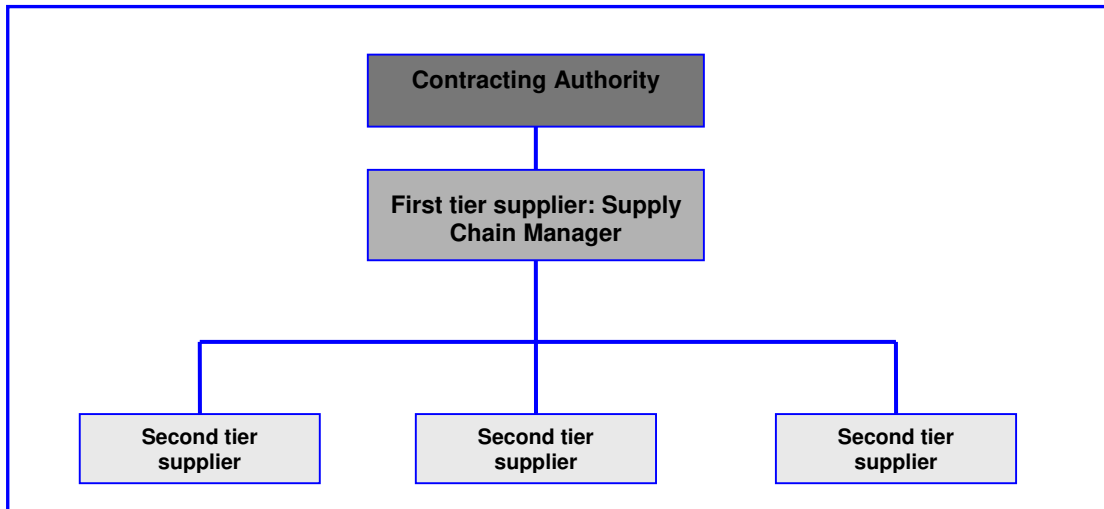 Contracting Authority
First tier supplier: Supply
Chain Manager
Second tier
supplier
Second tier
supplier
Second tier
supplier